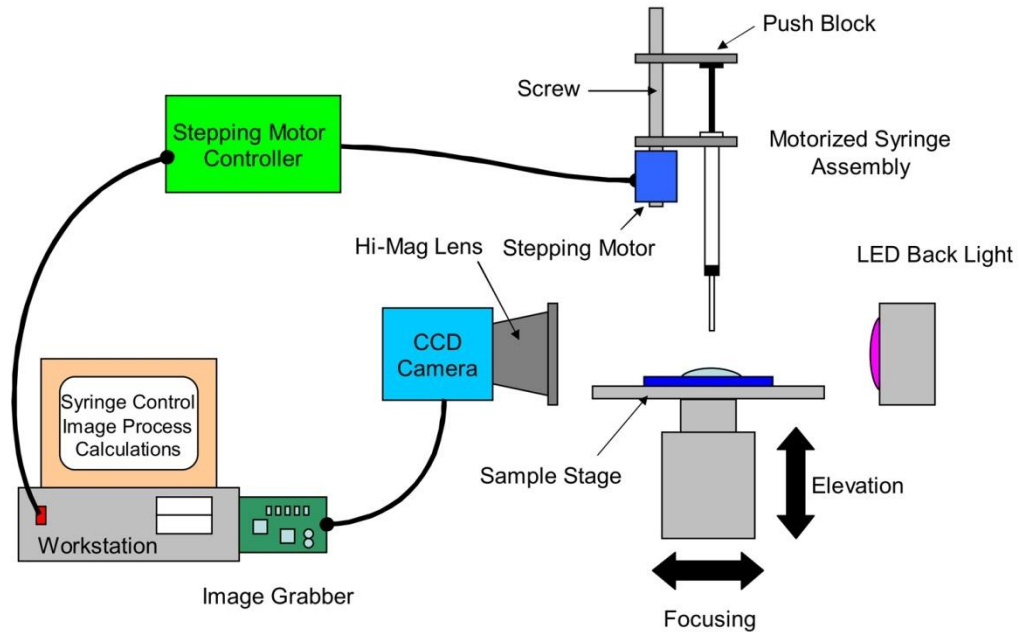 Push Block
Screw
Stepping Motor
Controller
Motorized Syringe
Assembly
Stepping Motor
Hi-Mag Lens
LED Back Light
CCD
Camera
Syringe Control
Image Process
Calculations
Sample Stage
Elevation
Workstation
Image Grabber
Focusing